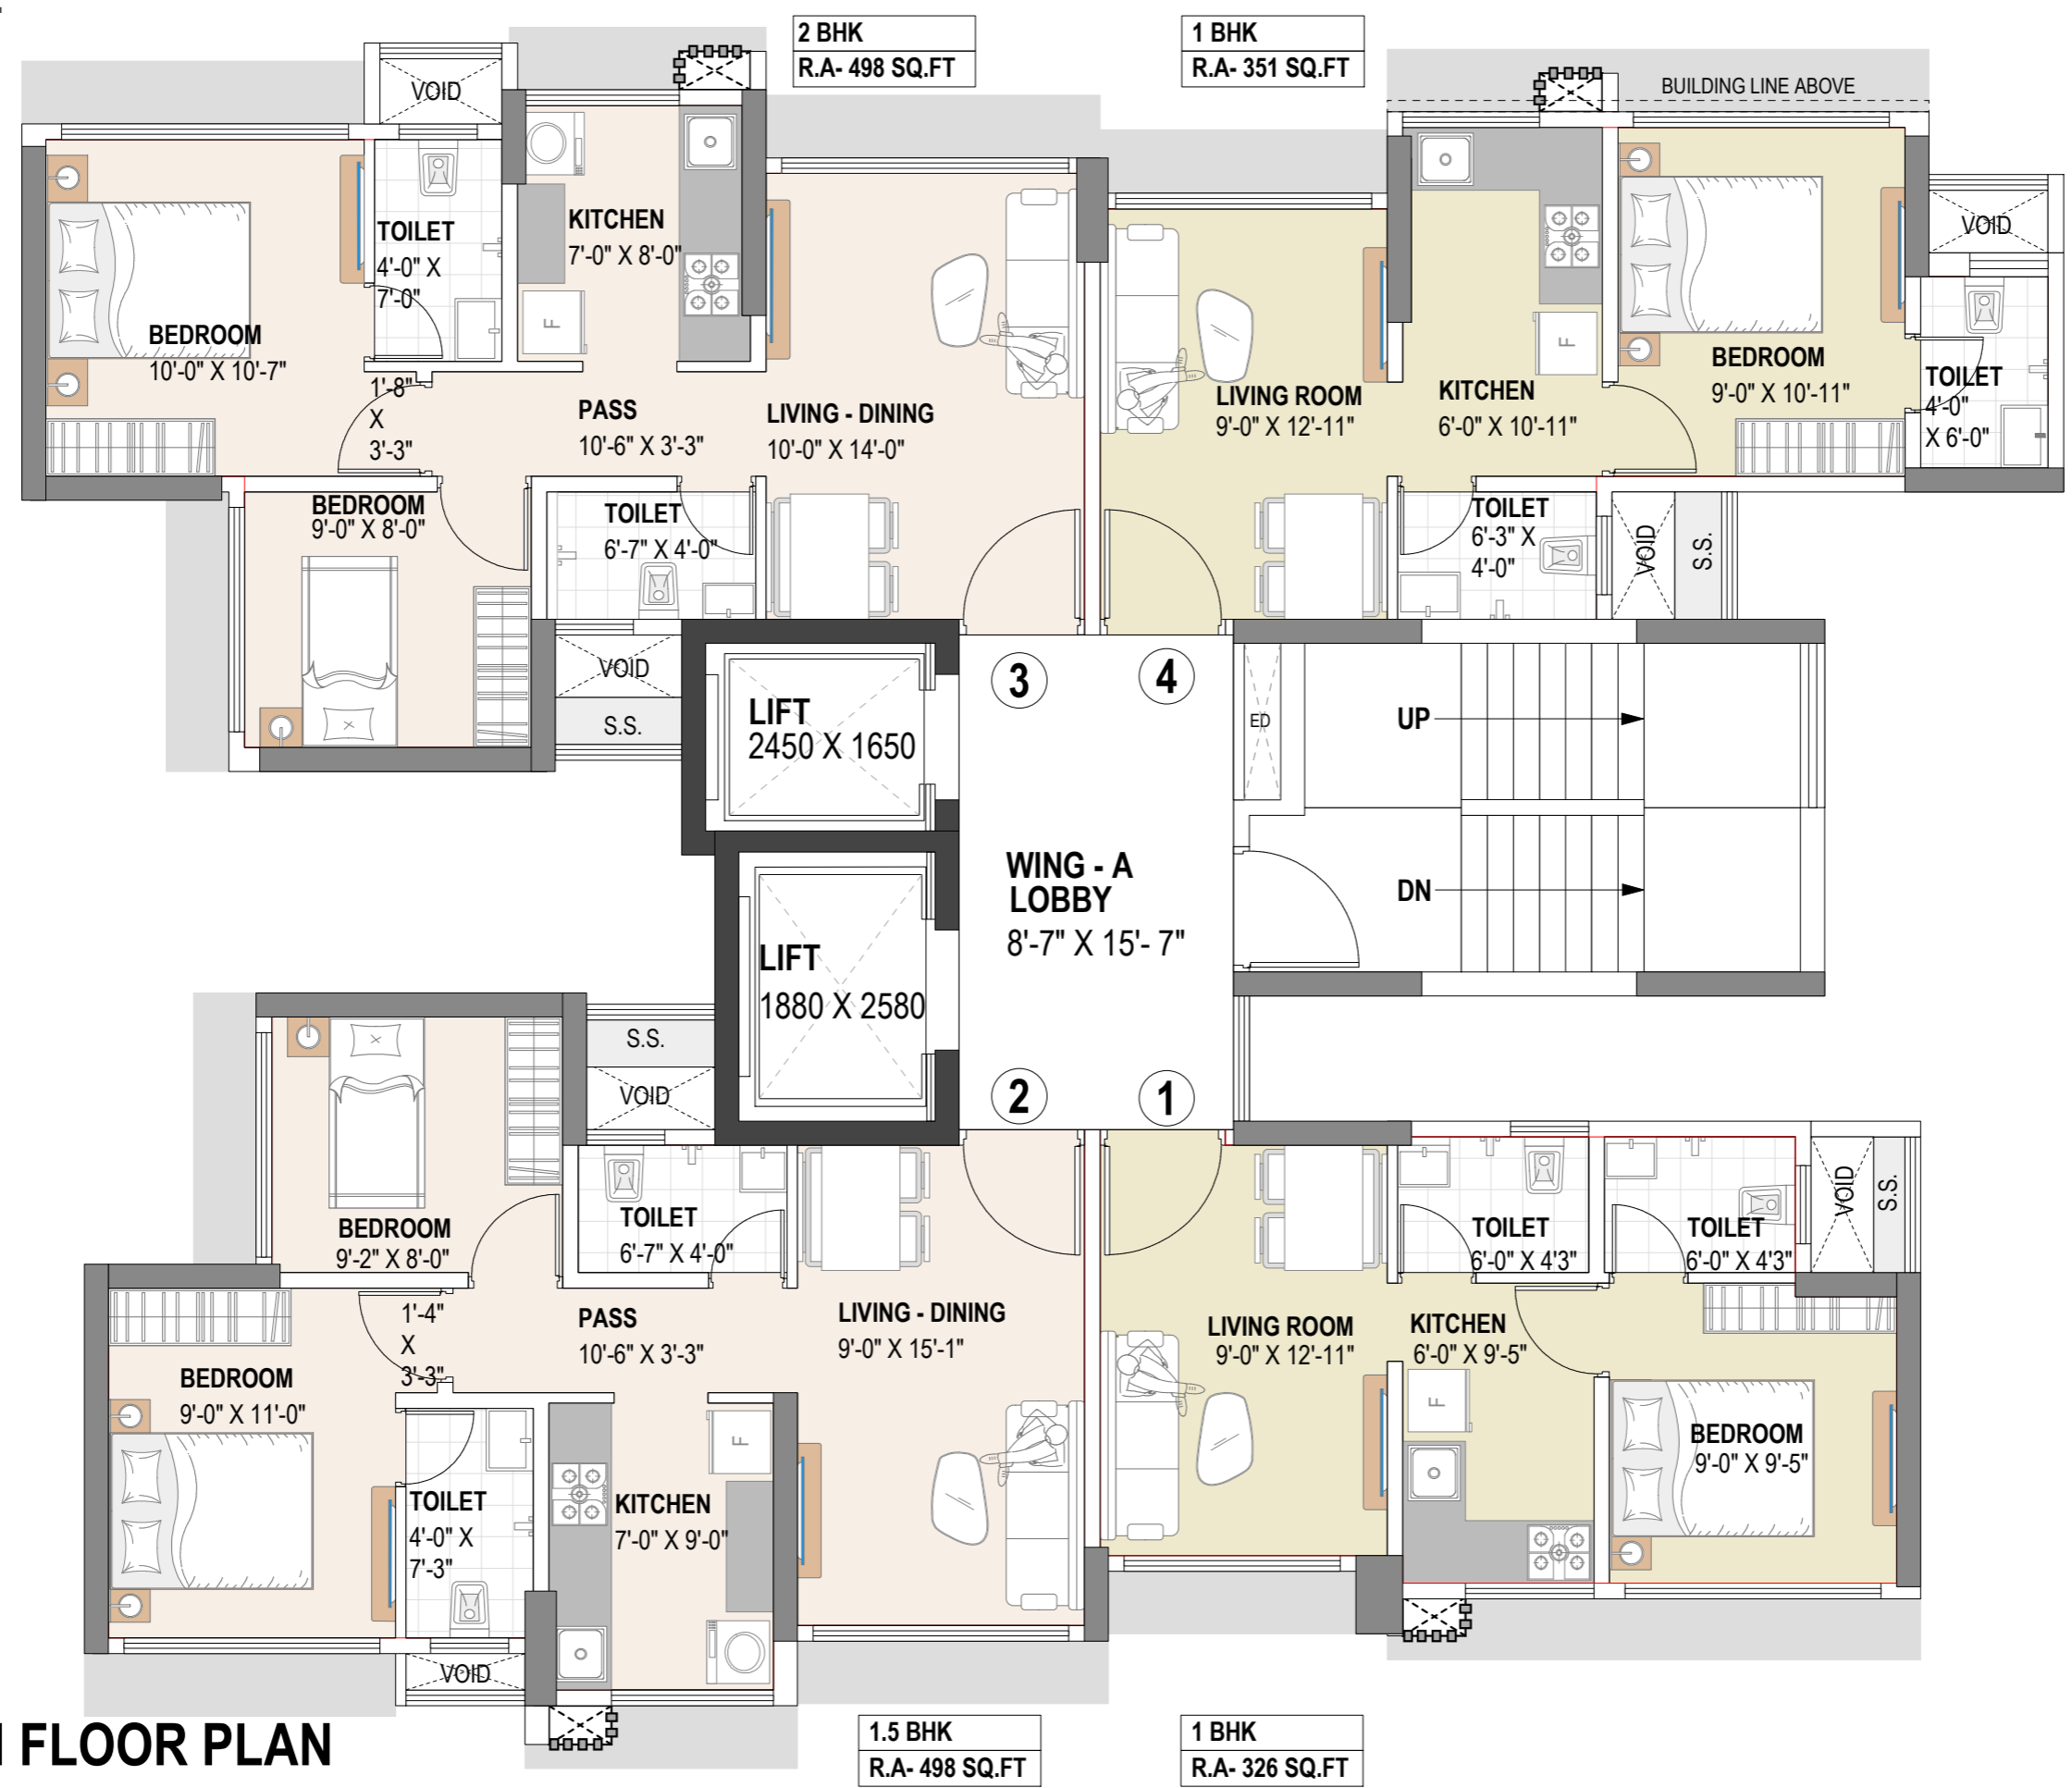 2 BHK
R.A- 498 SQ.FT
1 BHK
R.A- 351 SQ.FT
BUILDING LINE ABOVE
VOID
VOID
TOILET
4'-0" X
7'-0"
KITCHEN
7'-0" X 8'-0"
F
BEDROOM
10'-0" X 10'-7"
1'-8"
X
3'-3"
PASS
10'-6" X 3'-3"
LIVING - DINING
10'-0" X 14'-0"
LIVING ROOM
9'-0" X 12'-11"
KITCHEN
6'-0" X 10'-11"
F
BEDROOM
9'-0" X 10'-11"
TOILET
4'-0"
X 6'-0"
BEDROOM
9'-0" X 8'-0"
TOILET
6'-7" X 4'-0"
TOILET
6'-3" X
4'-0"
VOID
S.S.
VOID
S.S.
LIFT
2450 X 1650
3
4
ED
UP
WING - A
LOBBY
8'-7" X 15'- 7"
DN
LIFT
1880 X 2580
S.S.
VOID
2
1
BEDROOM
9'-2" X 8'-0"
TOILET
6'-7" X 4'-0"
TOILET
6'-0" X 4'3"
TOILET
6'-0" X 4'3"
VOID
S.S.
1'-4"
X
3'-3"
PASS
10'-6" X 3'-3"
LIVING - DINING
9'-0" X 15'-1"
LIVING ROOM
9'-0" X 12'-11"
KITCHEN
6'-0" X 9'-5"
F
BEDROOM
9'-0" X 11'-0"
F
BEDROOM
9'-0" X 9'-5"
TOILET
4'-0" X
7'-3"
KITCHEN
7'-0" X 9'-0"
VOID
FLOOR PLAN
1.5 BHK
R.A- 498 SQ.FT
1 BHK
R.A- 326 SQ.FT